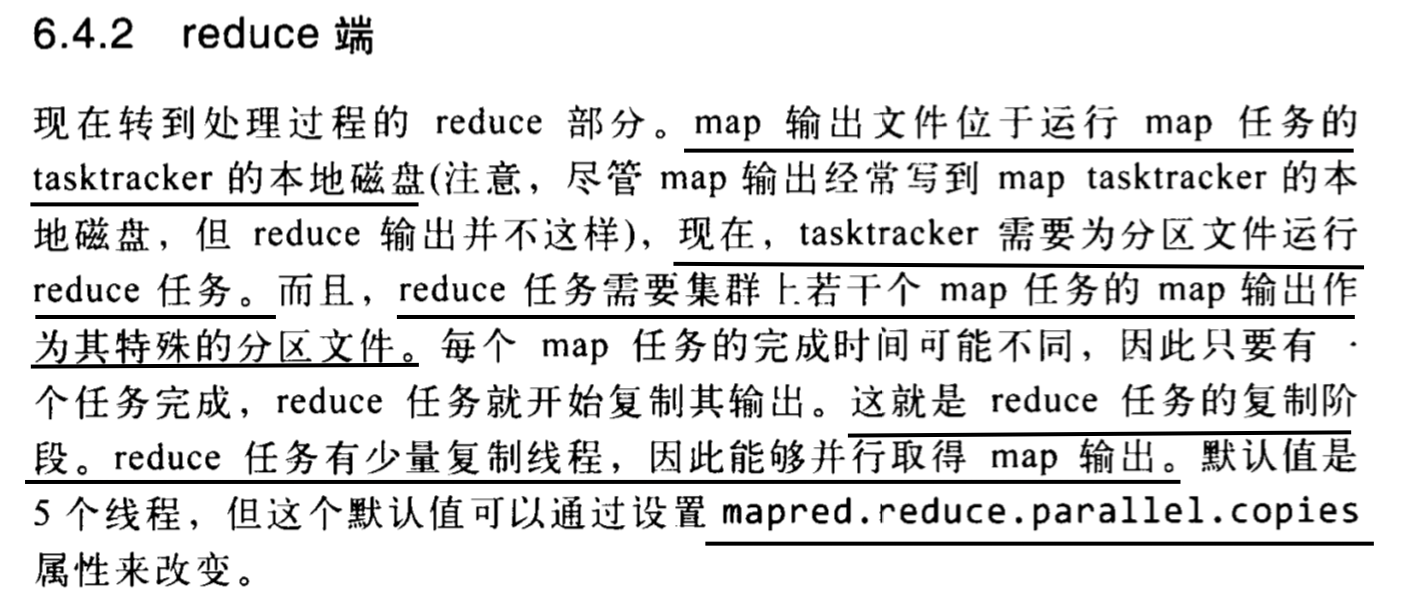 6.4.2 reduce 端
现在转到处理过程的 reduce 部分。map 输出文件位于运行 map 任务的
tasktracker 的本地磁盘(注意，尽管 map 输出经常写到 map tasktracker 的本
地磁盘，但 reduce 输出并不这样)，现在，tasktracker 需要为分区文件运行
reduce 任务。而且，reduce 任务需要集群上若干个 map 任务的 map 输出作
为其特殊的分区文件。每个 map 任务的完成时间可能不同，因此只要有一
个任务完成，reduce 任务就开始复制其输出。这就是 reduce 任务的复制阶
段。reduce 任务有少量复制线程，因此能够并行取得 map 输出。默认值是
5 个线程，但这个默认值可以通过设置 mapred.reduce.parallel.copies
属性来改变。